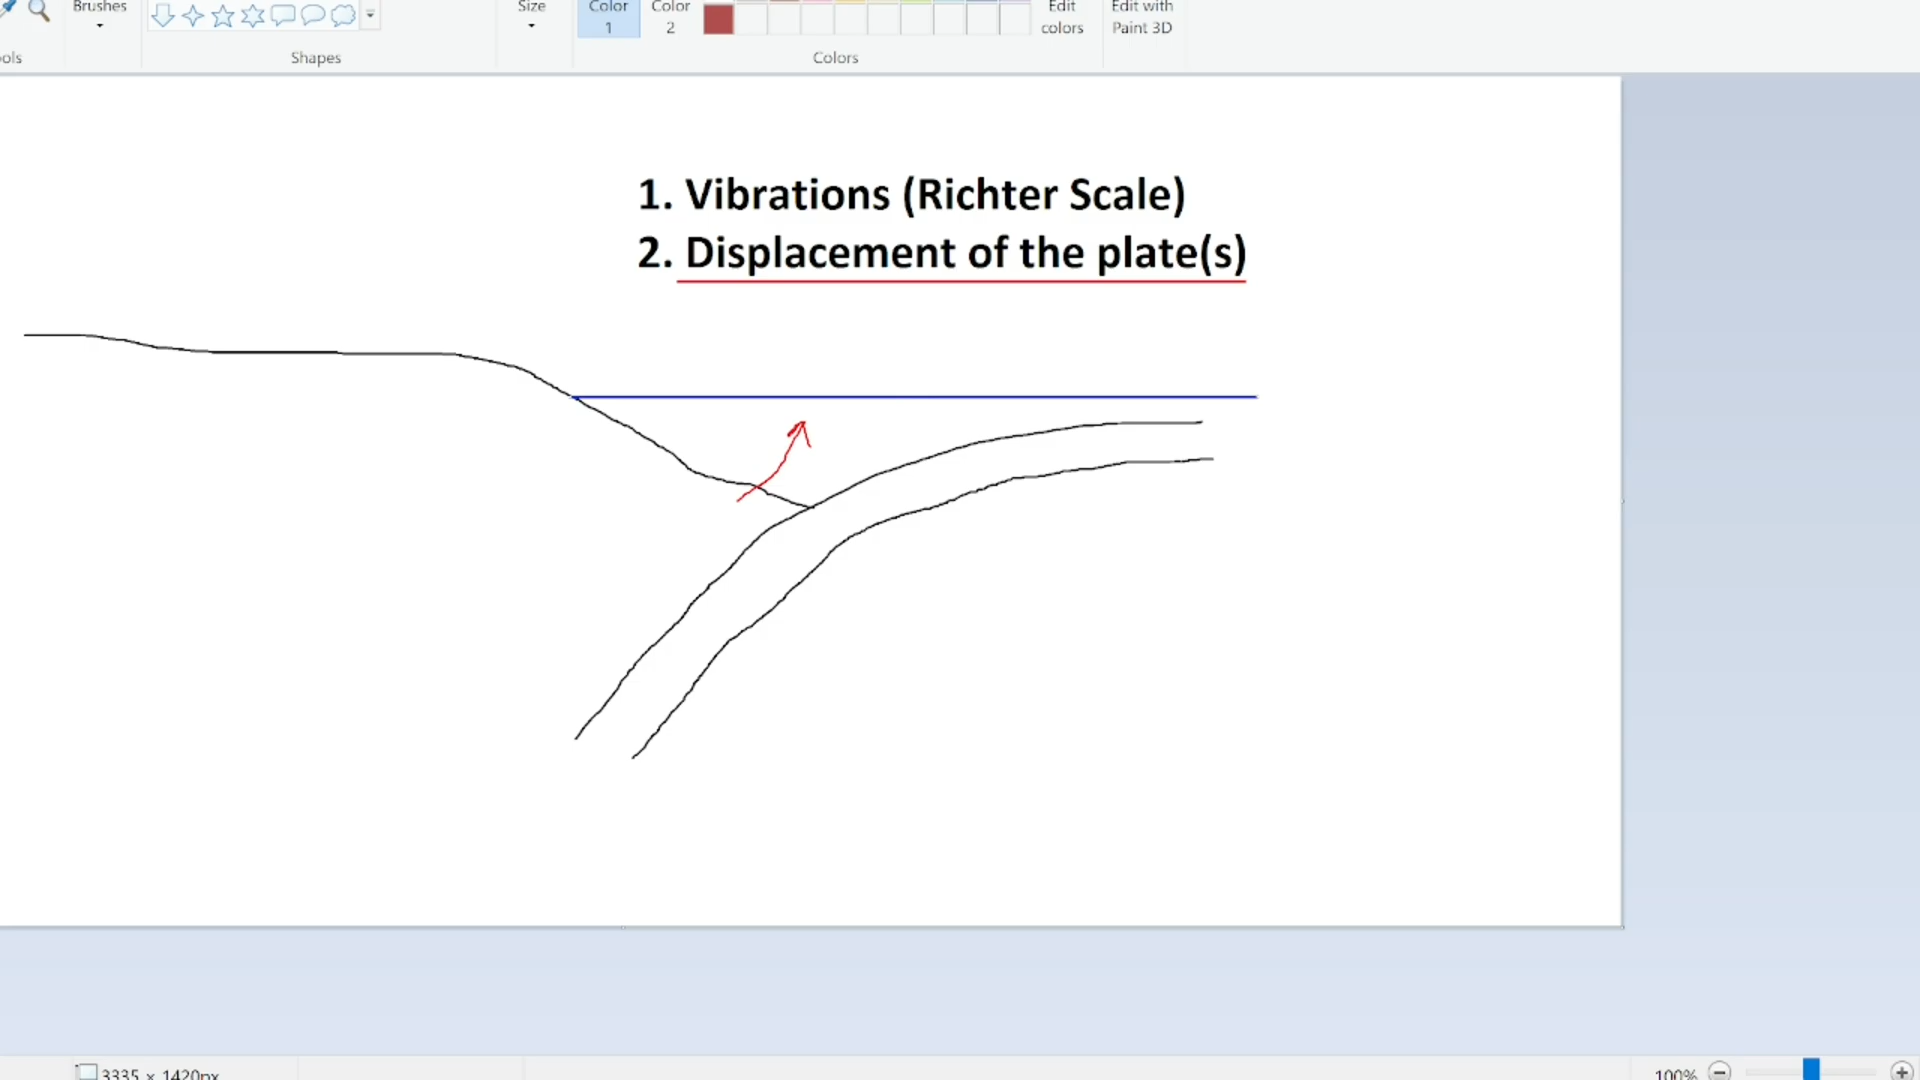 Brushes
Size
Color
1
Color
2
Edit
colors
Edit with
Paint 3D
ols
Shapes
Colors
1. Vibrations (Richter Scale)
2. Displacement of the plate(s)
3335 × 1420px
100%